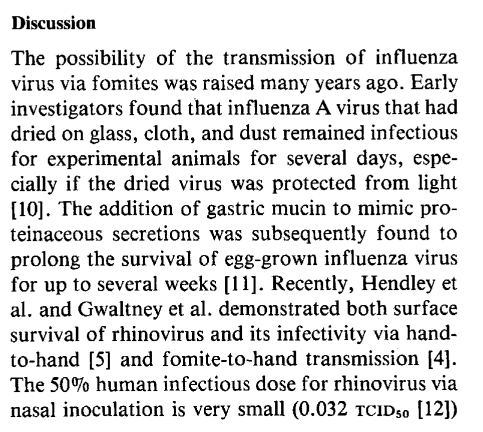 Discussion
The possibility of the transmission of influenza
virus via fomites was raised many years ago. Early
investigators found that influenza A virus that had
dried on glass, cloth, and dust remained infectious
for experimental animals for several days, espe-
cially if the dried virus was protected from light
[10]. The addition of gastric mucin to mimic pro-
teinaceous secretions was subsequently found to
prolong the survival of egg-grown influenza virus
for up to several weeks [11]. Recently, Hendley et
al. and Gwaltney et al. demonstrated both surface
survival of rhinovirus and its infectivity via hand-
to-hand [5] and fomite-to-hand transmission [4].
The 50% human infectious dose for rhinovirus via
nasal inoculation is very small (0.032 TCID₅₀ [12])